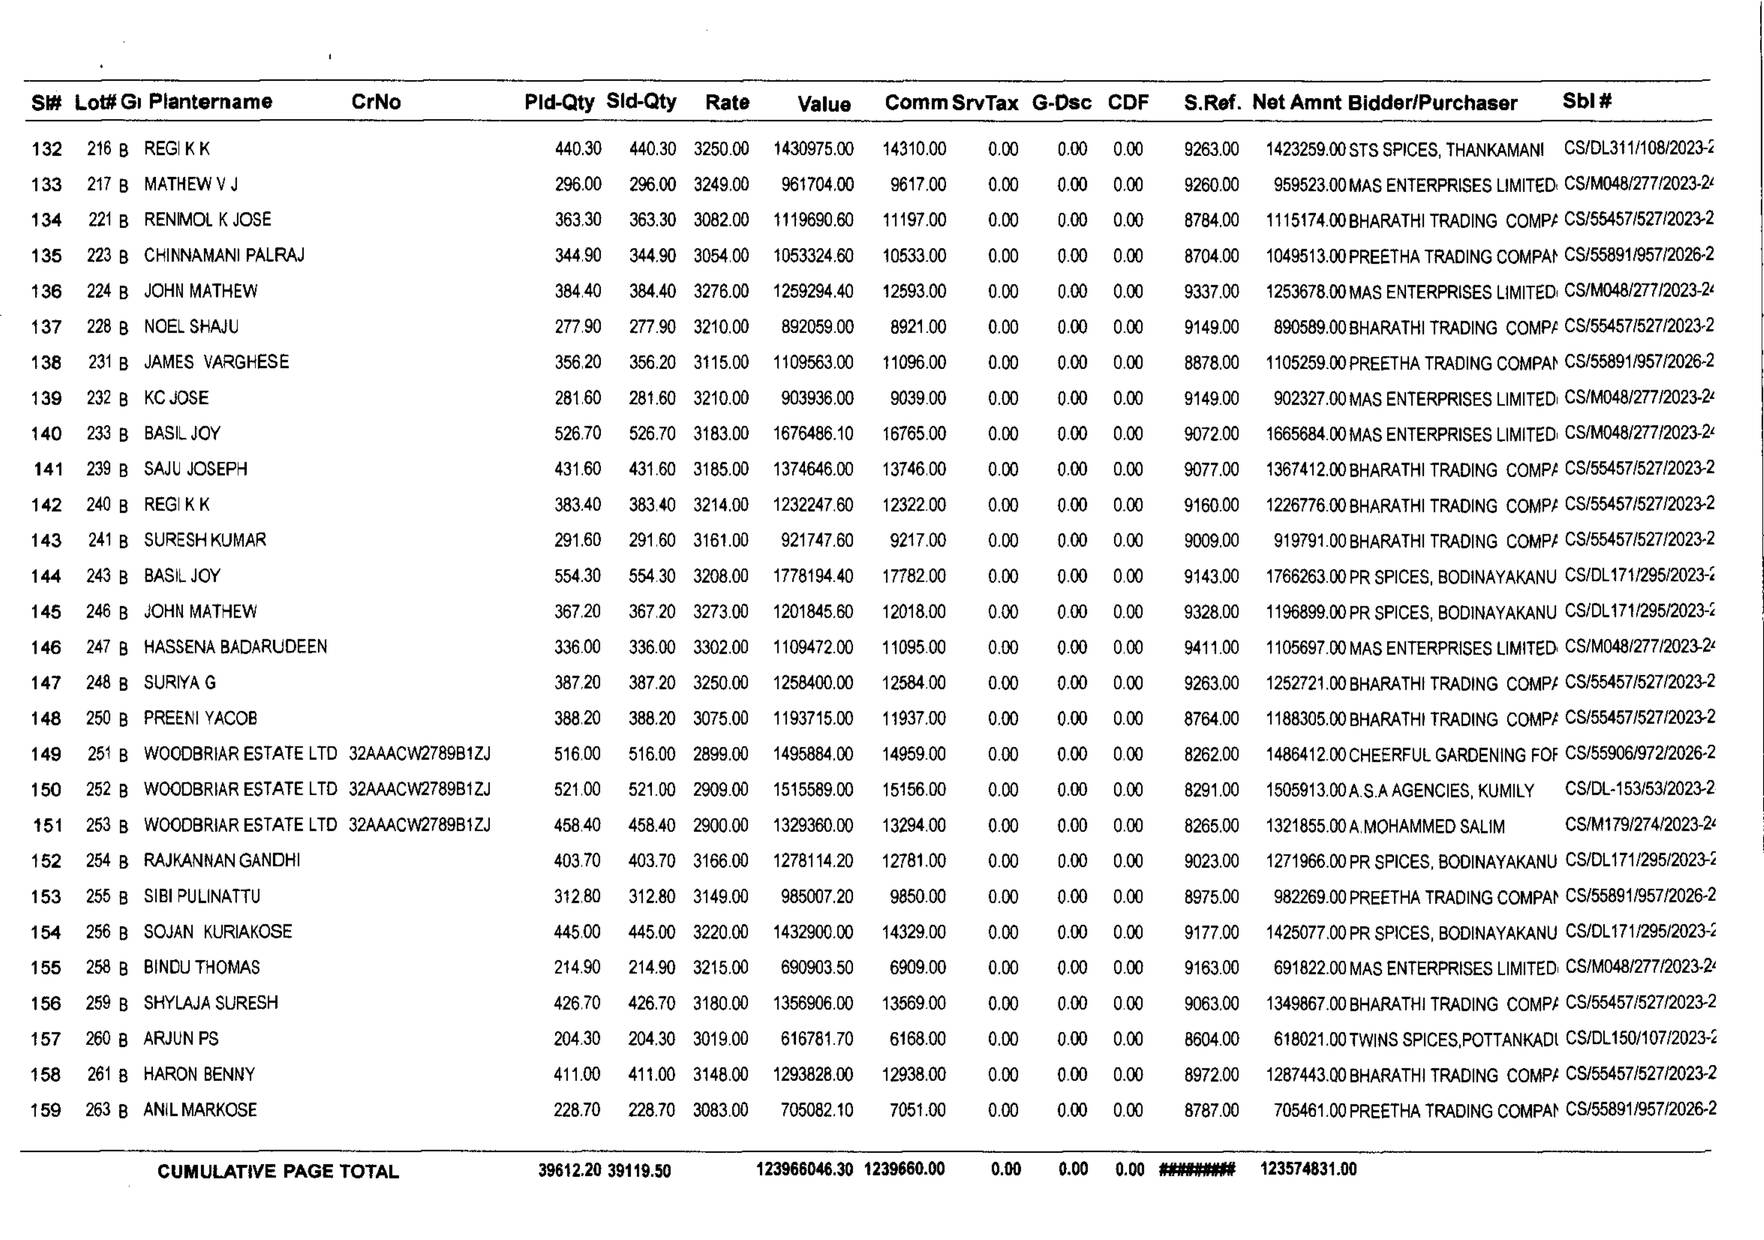 Sl# Lot# G Plantername CrNo Pld-Qty Sld-Qty Rate Value Comm SrvTax G-Dsc CDF S.Ref. Net Amnt Bidder/Purchaser Sbl #
132 216 B REGI K K 440.30 440.30 3250.00 1430975.00 14310.00 0.00 0.00 0.00 9263.00 1423259.00 STS SPICES, THANKAMANI CS/DL311/108/2023-2
133 217 B MATHEW V J 296.00 296.00 3249.00 961704.00 9617.00 0.00 0.00 0.00 9260.00 959523.00 MAS ENTERPRISES LIMITED CS/M048/277/2023-24
134 221 B RENIMOL K JOSE 363.30 363.30 3082.00 1119690.60 11197.00 0.00 0.00 0.00 8784.00 1115174.00 BHARATHI TRADING COMPA CS/55457/527/2023-2
135 223 B CHINNAMANI PALRAJ 344.90 344.90 3054.00 1053324.60 10533.00 0.00 0.00 0.00 8704.00 1049513.00 PREETHA TRADING COMPAN CS/55891/957/2026-2
136 224 B JOHN MATHEW 384.40 384.40 3276.00 1259294.40 12593.00 0.00 0.00 0.00 9337.00 1253678.00 MAS ENTERPRISES LIMITED CS/M048/277/2023-24
137 228 B NOEL SHAJU 277.90 277.90 3210.00 892059.00 8921.00 0.00 0.00 0.00 9149.00 890589.00 BHARATHI TRADING COMPA CS/55457/527/2023-2
138 231 B JAMES VARGHESE 356.20 356.20 3115.00 1109563.00 11096.00 0.00 0.00 0.00 8878.00 1105259.00 PREETHA TRADING COMPAN CS/55891/957/2026-2
139 232 B KC JOSE 281.60 281.60 3210.00 903936.00 9039.00 0.00 0.00 0.00 9149.00 902327.00 MAS ENTERPRISES LIMITED CS/M048/277/2023-24
140 233 B BASIL JOY 526.70 526.70 3183.00 1676486.10 16765.00 0.00 0.00 0.00 9072.00 1665684.00 MAS ENTERPRISES LIMITED CS/M048/277/2023-24
141 239 B SAJU JOSEPH 431.60 431.60 3185.00 1374646.00 13746.00 0.00 0.00 0.00 9077.00 1367412.00 BHARATHI TRADING COMPA CS/55457/527/2023-2
142 240 B REGI K K 383.40 383.40 3214.00 1232247.60 12322.00 0.00 0.00 0.00 9160.00 1226776.00 BHARATHI TRADING COMPA CS/55457/527/2023-2
143 241 B SURESH KUMAR 291.60 291.60 3161.00 921747.60 9217.00 0.00 0.00 0.00 9009.00 919791.00 BHARATHI TRADING COMPA CS/55457/527/2023-2
144 243 B BASIL JOY 554.30 554.30 3208.00 1778194.40 17782.00 0.00 0.00 0.00 9143.00 1766263.00 PR SPICES, BODINAYAKANU CS/DL171/295/2023-2
145 246 B JOHN MATHEW 367.20 367.20 3273.00 1201845.60 12018.00 0.00 0.00 0.00 9328.00 1196899.00 PR SPICES, BODINAYAKANU CS/DL171/295/2023-2
146 247 B HASSENA BADARUDEEN 336.00 336.00 3302.00 1109472.00 11095.00 0.00 0.00 0.00 9411.00 1105697.00 MAS ENTERPRISES LIMITED CS/M048/277/2023-24
147 248 B SURIYA G 387.20 387.20 3250.00 1258400.00 12584.00 0.00 0.00 0.00 9263.00 1252721.00 BHARATHI TRADING COMPA CS/55457/527/2023-2
148 250 B PREENI YACOB 388.20 388.20 3075.00 1193715.00 11937.00 0.00 0.00 0.00 8764.00 1188305.00 BHARATHI TRADING COMPA CS/55457/527/2023-2
149 251 B WOODBRIAR ESTATE LTD 32AAACW2789B1ZJ 516.00 516.00 2899.00 1495884.00 14959.00 0.00 0.00 0.00 8262.00 1486412.00 CHEERFUL GARDENING FOR CS/55906/972/2026-2
150 252 B WOODBRIAR ESTATE LTD 32AAACW2789B1ZJ 521.00 521.00 2909.00 1515589.00 15156.00 0.00 0.00 0.00 8291.00 1505913.00 A.S.A AGENCIES, KUMILY CS/DL-153/53/2023-2
151 253 B WOODBRIAR ESTATE LTD 32AAACW2789B1ZJ 458.40 458.40 2900.00 1329360.00 13294.00 0.00 0.00 0.00 8265.00 1321855.00 A.MOHAMMED SALIM CS/M179/274/2023-24
152 254 B RAJKANNAN GANDHI 403.70 403.70 3166.00 1278114.20 12781.00 0.00 0.00 0.00 9023.00 1271966.00 PR SPICES, BODINAYAKANU CS/DL171/295/2023-2
153 255 B SIBI PULINATTU 312.80 312.80 3149.00 985007.20 9850.00 0.00 0.00 0.00 8975.00 982269.00 PREETHA TRADING COMPAN CS/55891/957/2026-2
154 256 B SOJAN KURIAKOSE 445.00 445.00 3220.00 1432900.00 14329.00 0.00 0.00 0.00 9177.00 1425077.00 PR SPICES, BODINAYAKANU CS/DL171/295/2023-2
155 258 B BINDU THOMAS 214.90 214.90 3215.00 690903.50 6909.00 0.00 0.00 0.00 9163.00 691822.00 MAS ENTERPRISES LIMITED CS/M048/277/2023-24
156 259 B SHYLAJA SURESH 426.70 426.70 3180.00 1356906.00 13569.00 0.00 0.00 0.00 9063.00 1349867.00 BHARATHI TRADING COMPA CS/55457/527/2023-2
157 260 B ARJUN PS 204.30 204.30 3019.00 616781.70 6168.00 0.00 0.00 0.00 8604.00 618021.00 TWINS SPICES,POTTANKADU CS/DL150/107/2023-2
158 261 B HARON BENNY 411.00 411.00 3148.00 1293828.00 12938.00 0.00 0.00 0.00 8972.00 1287443.00 BHARATHI TRADING COMPA CS/55457/527/2023-2
159 263 B ANIL MARKOSE 228.70 228.70 3083.00 705082.10 7051.00 0.00 0.00 0.00 8787.00 705461.00 PREETHA TRADING COMPAN CS/55891/957/2026-2
CUMULATIVE PAGE TOTAL 39612.20 39119.50 123966046.30 1239660.00 0.00 0.00 0.00 ######### 123574831.00